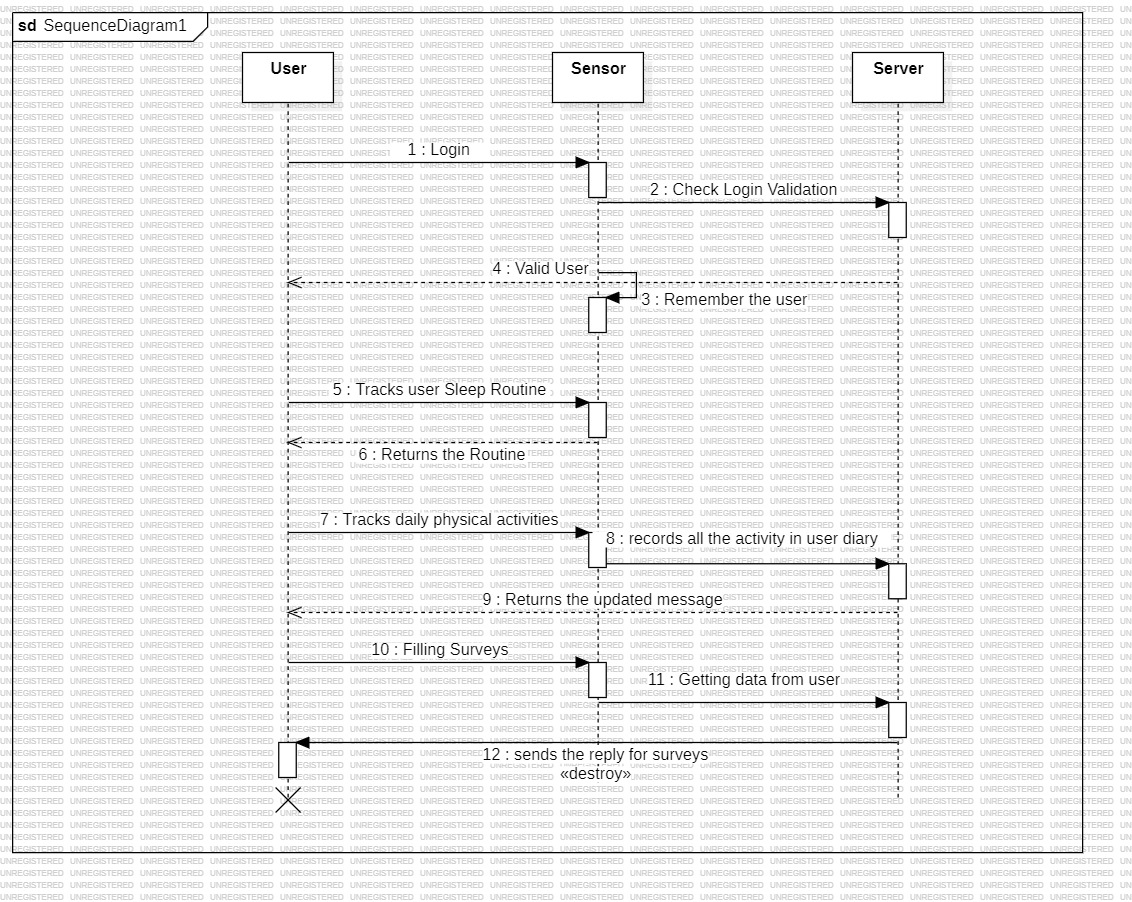 sd SequenceDiagram1
User
Sensor
Server
1 : Login
2 : Check Login Validation
4 : Valid User
3 : Remember the user
5 : Tracks user Sleep Routine
6 : Returns the Routine
7 : Tracks daily physical activities
8 : records all the activity in user diary
9 : Returns the updated message
10 : Filling Surveys
11 : Getting data from user
12 : sends the reply for surveys
«destroy»
UNREGISTERED